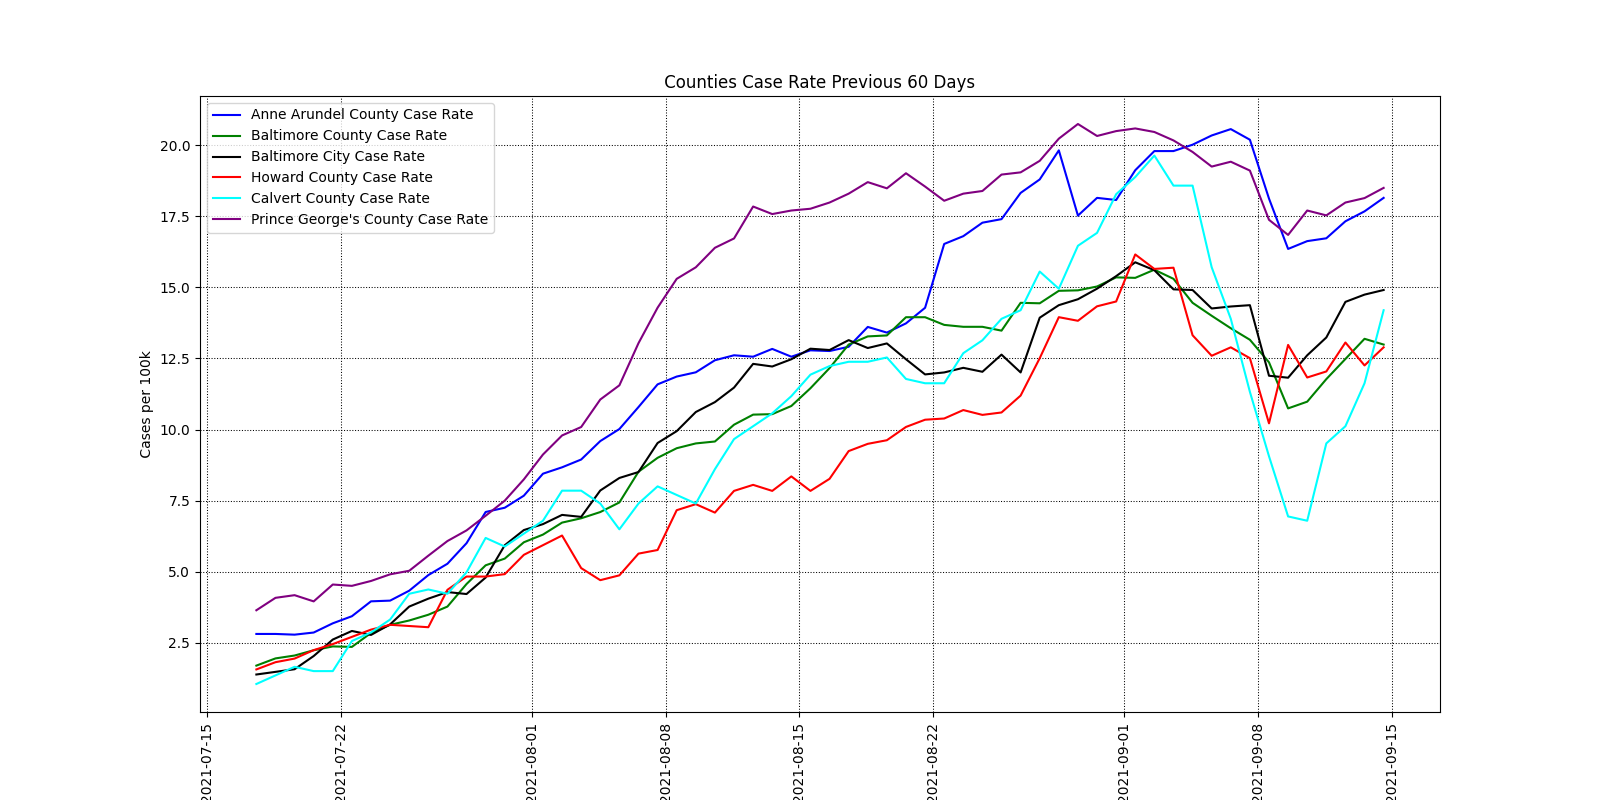 Counties Case Rate Previous 60 Days
Anne Arundel County Case Rate
Baltimore County Case Rate
Baltimore City Case Rate
Howard County Case Rate
Calvert County Case Rate
Prince George's County Case Rate
Cases per 100k
20.0
17.5
15.0
12.5
10.0
7.5
5.0
2.5
2021-07-15
2021-07-22
2021-08-01
2021-08-08
2021-08-15
2021-08-22
2021-09-01
2021-09-08
2021-09-15